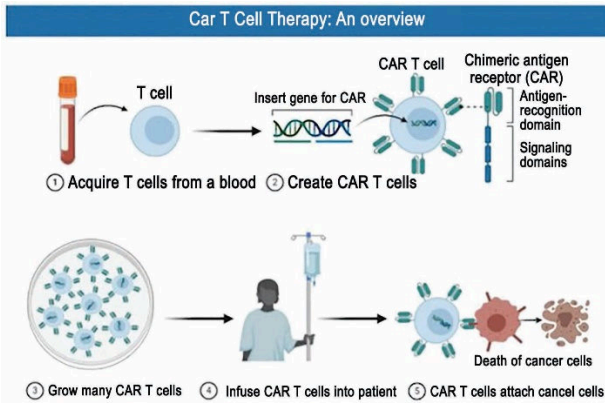 Car T Cell Therapy: An overview
T cell
Insert gene for CAR
CAR T cell
Chimeric antigen
receptor (CAR)
Antigen-
recognition
domain
Signaling
domains
1 Acquire T cells from a blood
2 Create CAR T cells
Death of cancer cells
3 Grow many CAR T cells
4 Infuse CAR T cells into patient
5 CAR T cells attach cancel cells